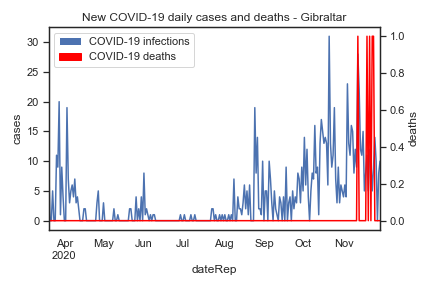 New COVID-19 daily cases and deaths - Gibraltar
COVID-19 infections
COVID-19 deaths
cases
30
25
20
15
10
5
0
deaths
1.0
0.8
0.6
0.4
0.2
0.0
Apr May Jun Jul Aug Sep Oct Nov
2020
dateRep